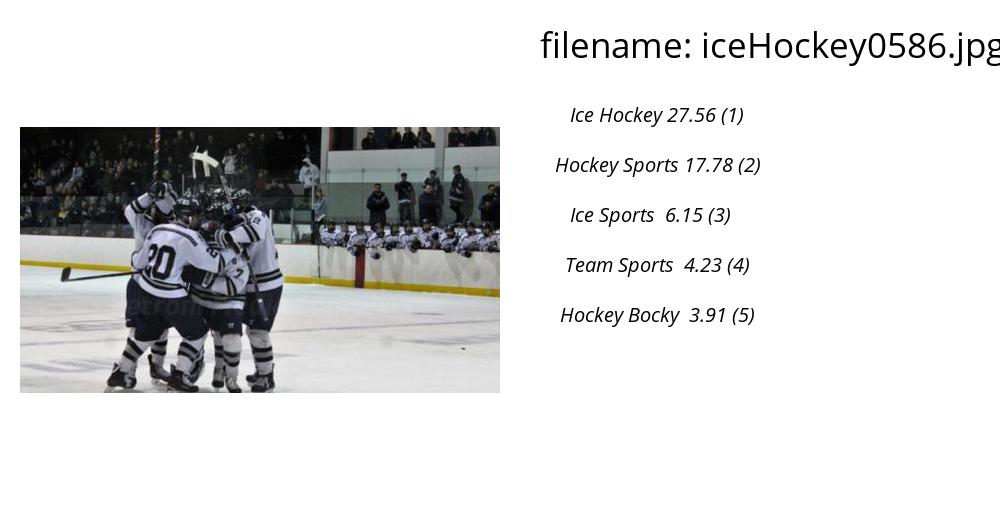 filename: iceHockey0586.jpg
Ice Hockey 27.56 (1)
Hockey Sports 17.78 (2)
Ice Sports 6.15 (3)
Team Sports 4.23 (4)
Hockey Bocky 3.91 (5)
20